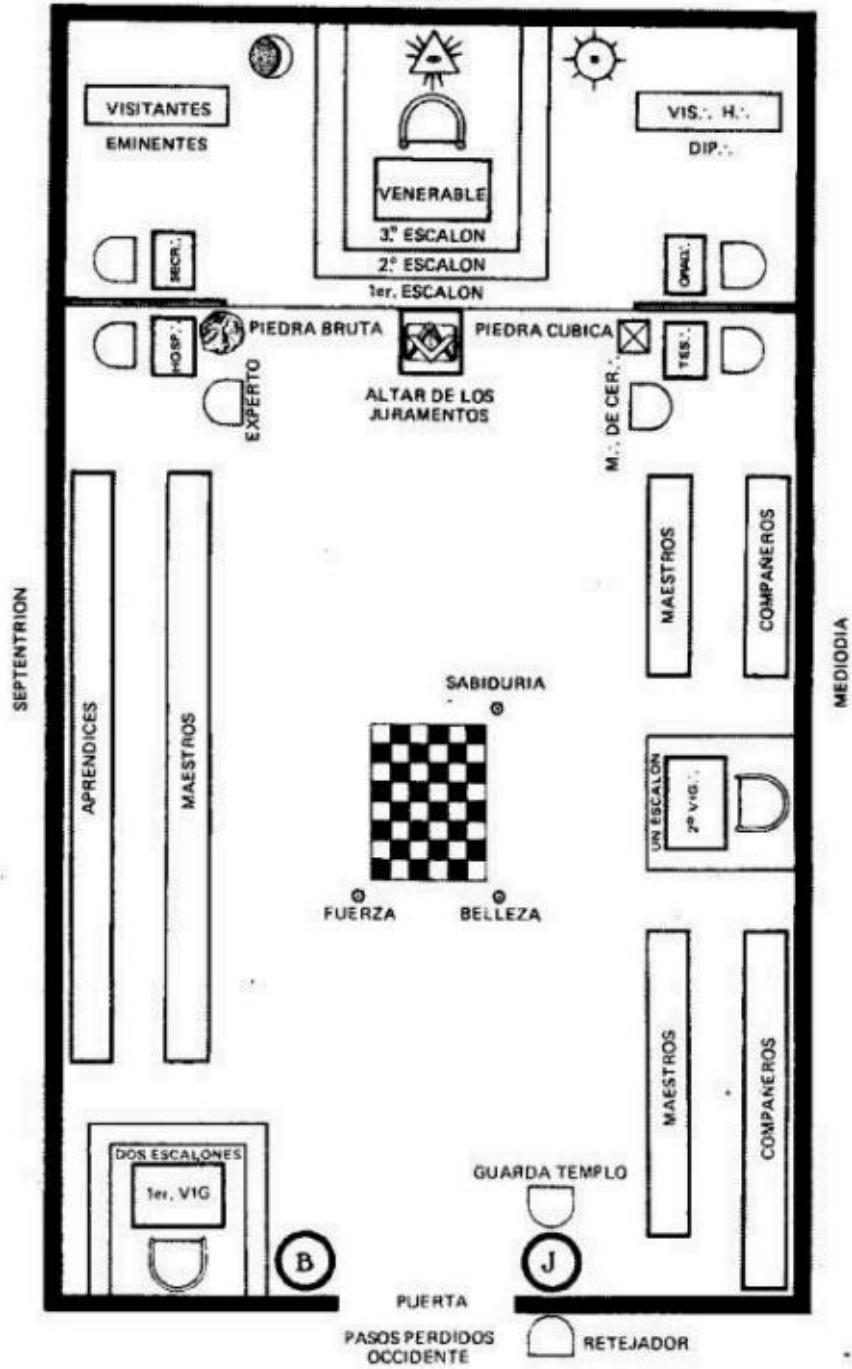 VISITANTES
EMINENTES
VIS∴ H∴
DIP∴
VENERABLE
3.º ESCALON
2.º ESCALON
1er. ESCALON
SECR∴
ORAD∴
HOSP∴
PIEDRA BRUTA
PIEDRA CUBICA
TES∴
EXPERTO
ALTAR DE LOS
JURAMENTOS
M∴ DE CER∴
SEPTENTRION
APRENDICES
MAESTROS
MAESTROS
COMPAÑEROS
MEDIODIA
SABIDURIA
FUERZA
BELLEZA
UN ESCALON
2º VIG∴
MAESTROS
COMPAÑEROS
DOS ESCALONES
1er, VIG
GUARDA TEMPLO
B
J
PUERTA
PASOS PERDIDOS
OCCIDENTE
RETEJADOR